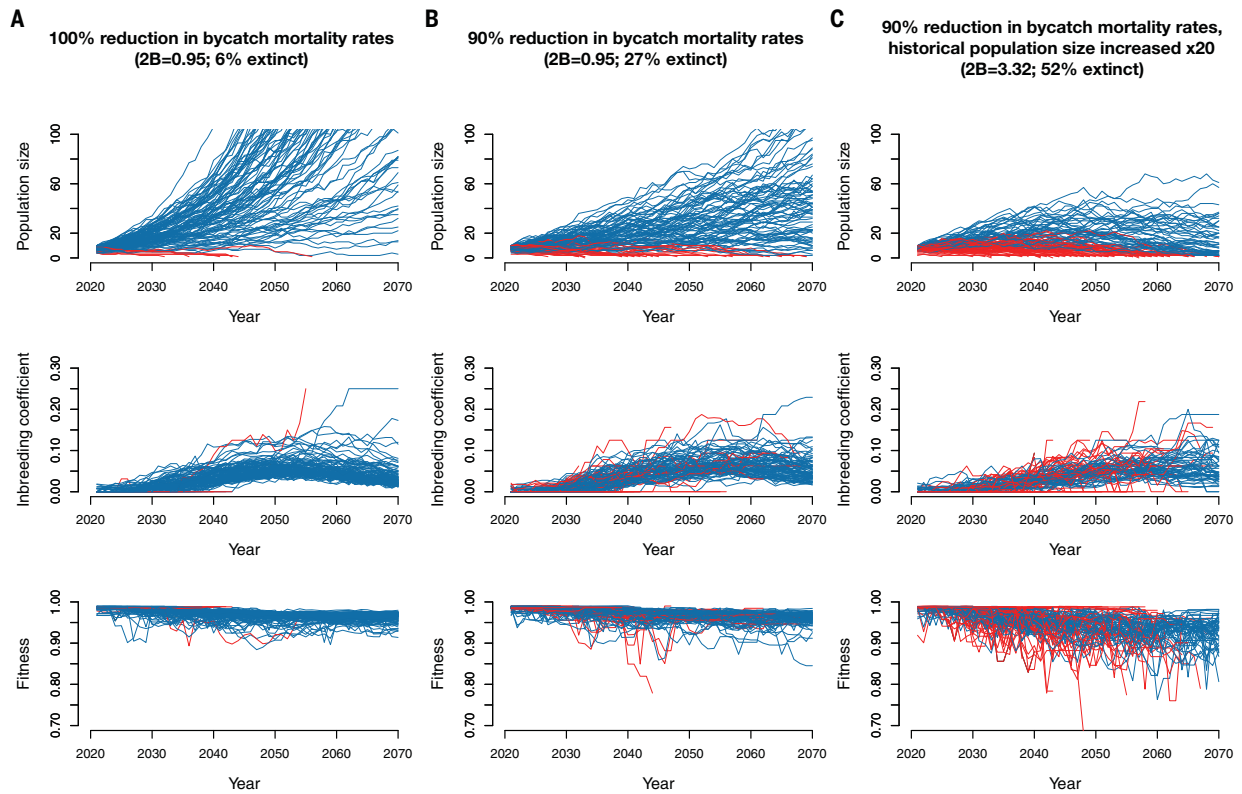 A
100% reduction in bycatch mortality rates
(2B=0.95; 6% extinct)
B
90% reduction in bycatch mortality rates
(2B=0.95; 27% extinct)
C
90% reduction in bycatch mortality rates,
historical population size increased x20
(2B=3.32; 52% extinct)
Population size
100
60
20
0
2020 2030 2040 2050 2060 2070
Year
Population size
100
60
20
0
2020 2030 2040 2050 2060 2070
Year
Population size
100
60
20
0
2020 2030 2040 2050 2060 2070
Year
Inbreeding coefficient
0.30
0.20
0.10
0.00
2020 2030 2040 2050 2060 2070
Year
Inbreeding coefficient
0.30
0.20
0.10
0.00
2020 2030 2040 2050 2060 2070
Year
Inbreeding coefficient
0.30
0.20
0.10
0.00
2020 2030 2040 2050 2060 2070
Year
Fitness
1.00
0.90
0.80
0.70
2020 2030 2040 2050 2060 2070
Year
Fitness
1.00
0.90
0.80
0.70
2020 2030 2040 2050 2060 2070
Year
Fitness
1.00
0.90
0.80
0.70
2020 2030 2040 2050 2060 2070
Year